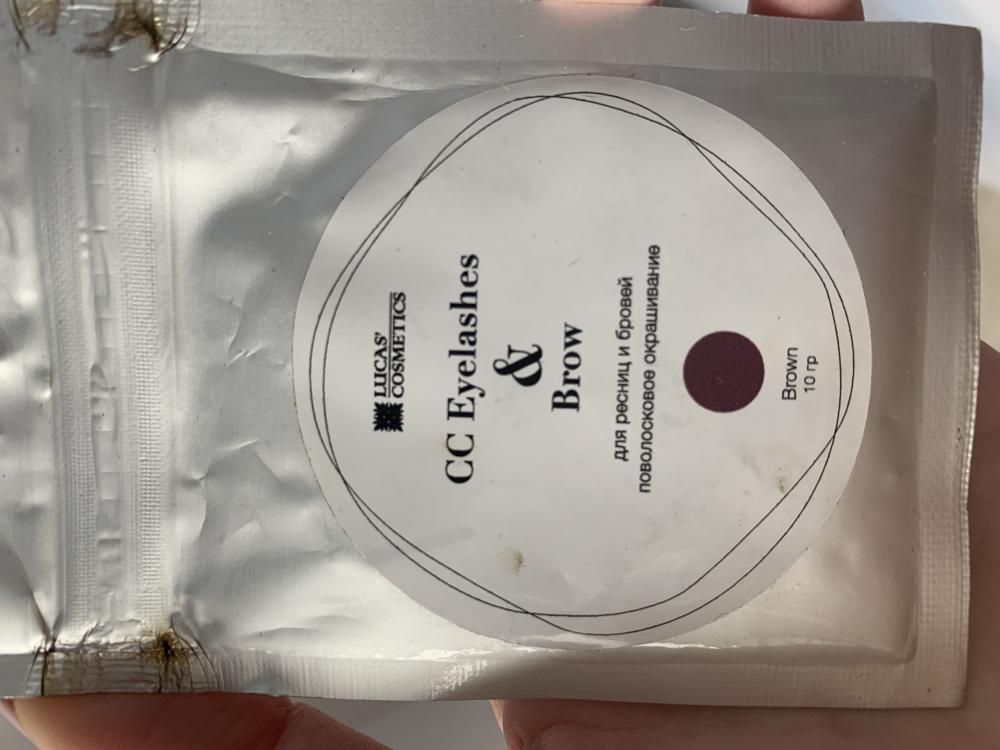 LUCAS'
COSMETICS
CC Eyelashes
&
Brow
для ресниц и бровей
поволосковое окрашивание
Brown
10 гр